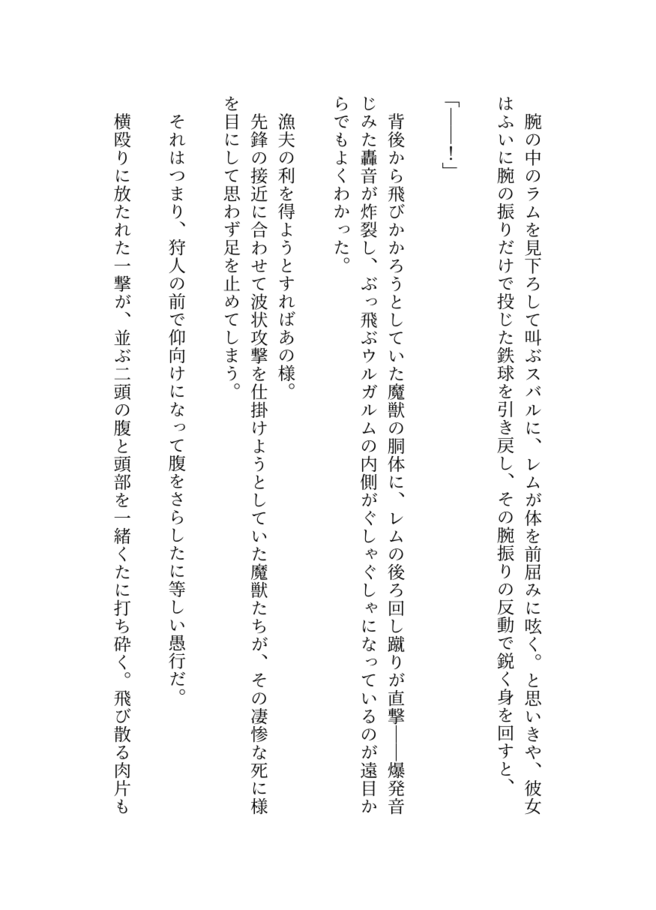 腕の中のラムを見下ろして叫ぶスバルに、レムが体を前屈みに呟く。と思いきや、彼女
はふいに腕の振りだけで投じた鉄球を引き戻し、その腕振りの反動で鋭く身を回すと、
「――！」
背後から飛びかかろうとしていた魔獣の胴体に、レムの後ろ回し蹴りが直撃――爆発音
じみた轟音が炸裂し、ぶっ飛ぶウルガルムの内側がぐしゃぐしゃになっているのが遠目か
らでもよくわかった。
漁夫の利を得ようとすればあの様。
先鋒の接近に合わせて波状攻撃を仕掛けようとしていた魔獣たちが、その凄惨な死に様
を目にして思わず足を止めてしまう。
それはつまり、狩人の前で仰向けになって腹をさらしたに等しい愚行だ。
横殴りに放たれた一撃が、並ぶ二頭の腹と頭部を一緒くたに打ち砕く。飛び散る肉片も